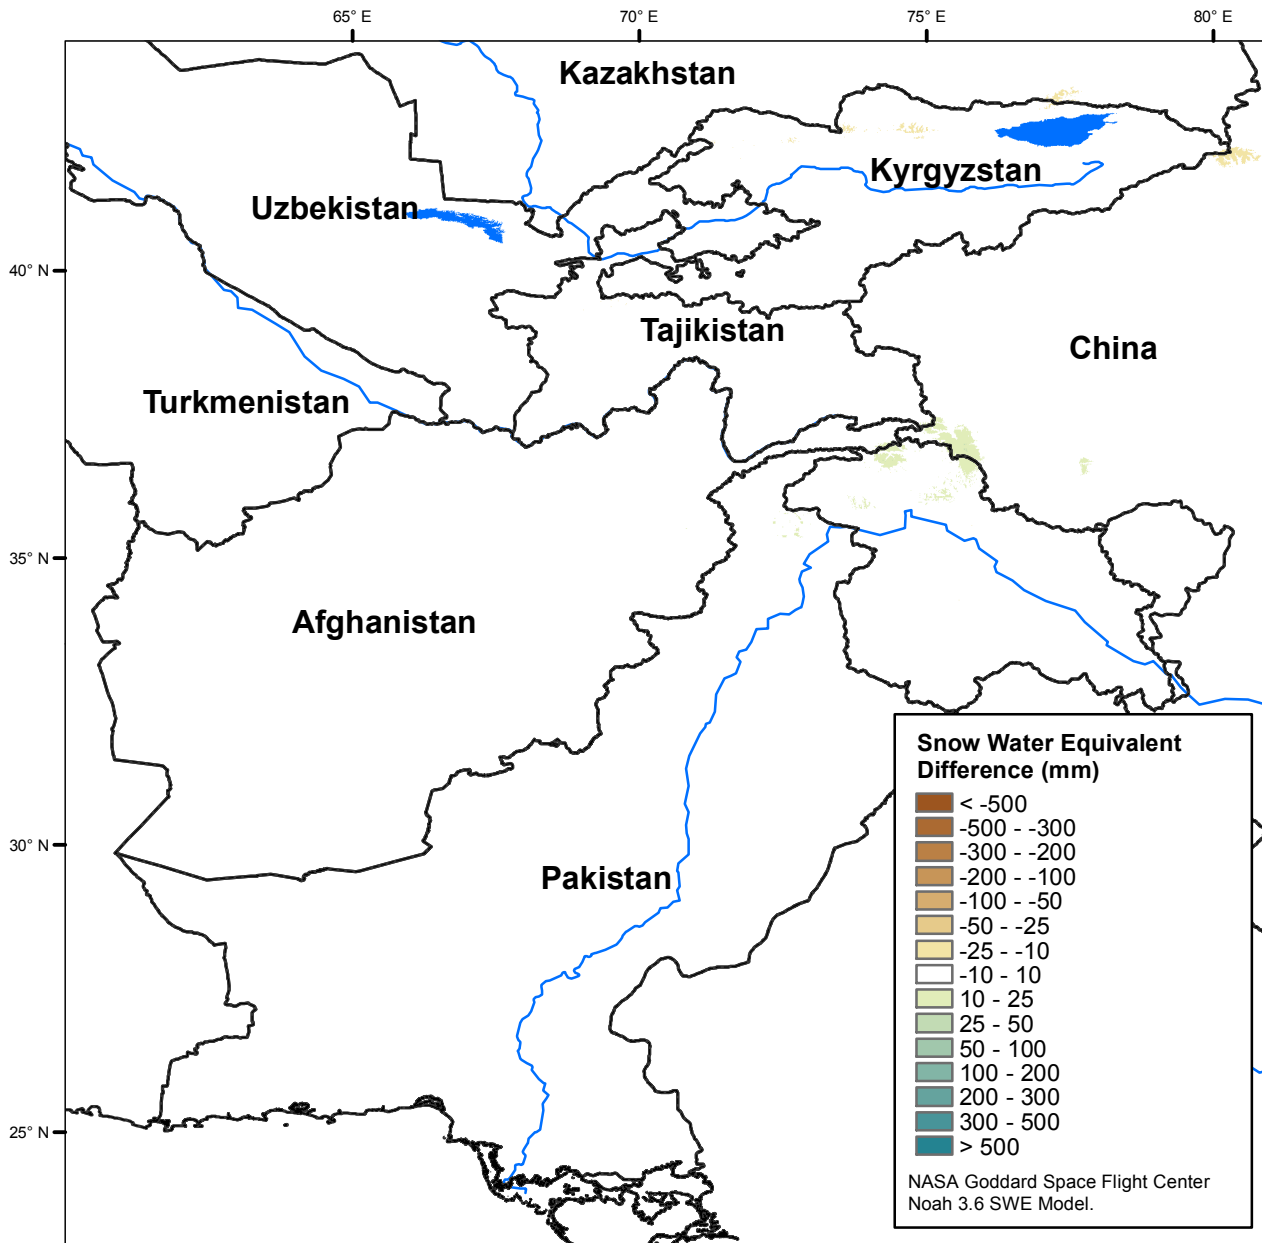 65° E
70° E
75° E
80° E
Kazakhstan
Kyrgyzstan
Uzbekistan
40° N
Tajikistan
China
Turkmenistan
35° N
Afghanistan
30° N
Pakistan
25° N
Snow Water Equivalent
Difference (mm)
< -500
-500 - -300
-300 - -200
-200 - -100
-100 - -50
-50 - -25
-25 - -10
-10 - 10
10 - 25
25 - 50
50 - 100
100 - 200
200 - 300
300 - 500
> 500
NASA Goddard Space Flight Center
Noah 3.6 SWE Model.